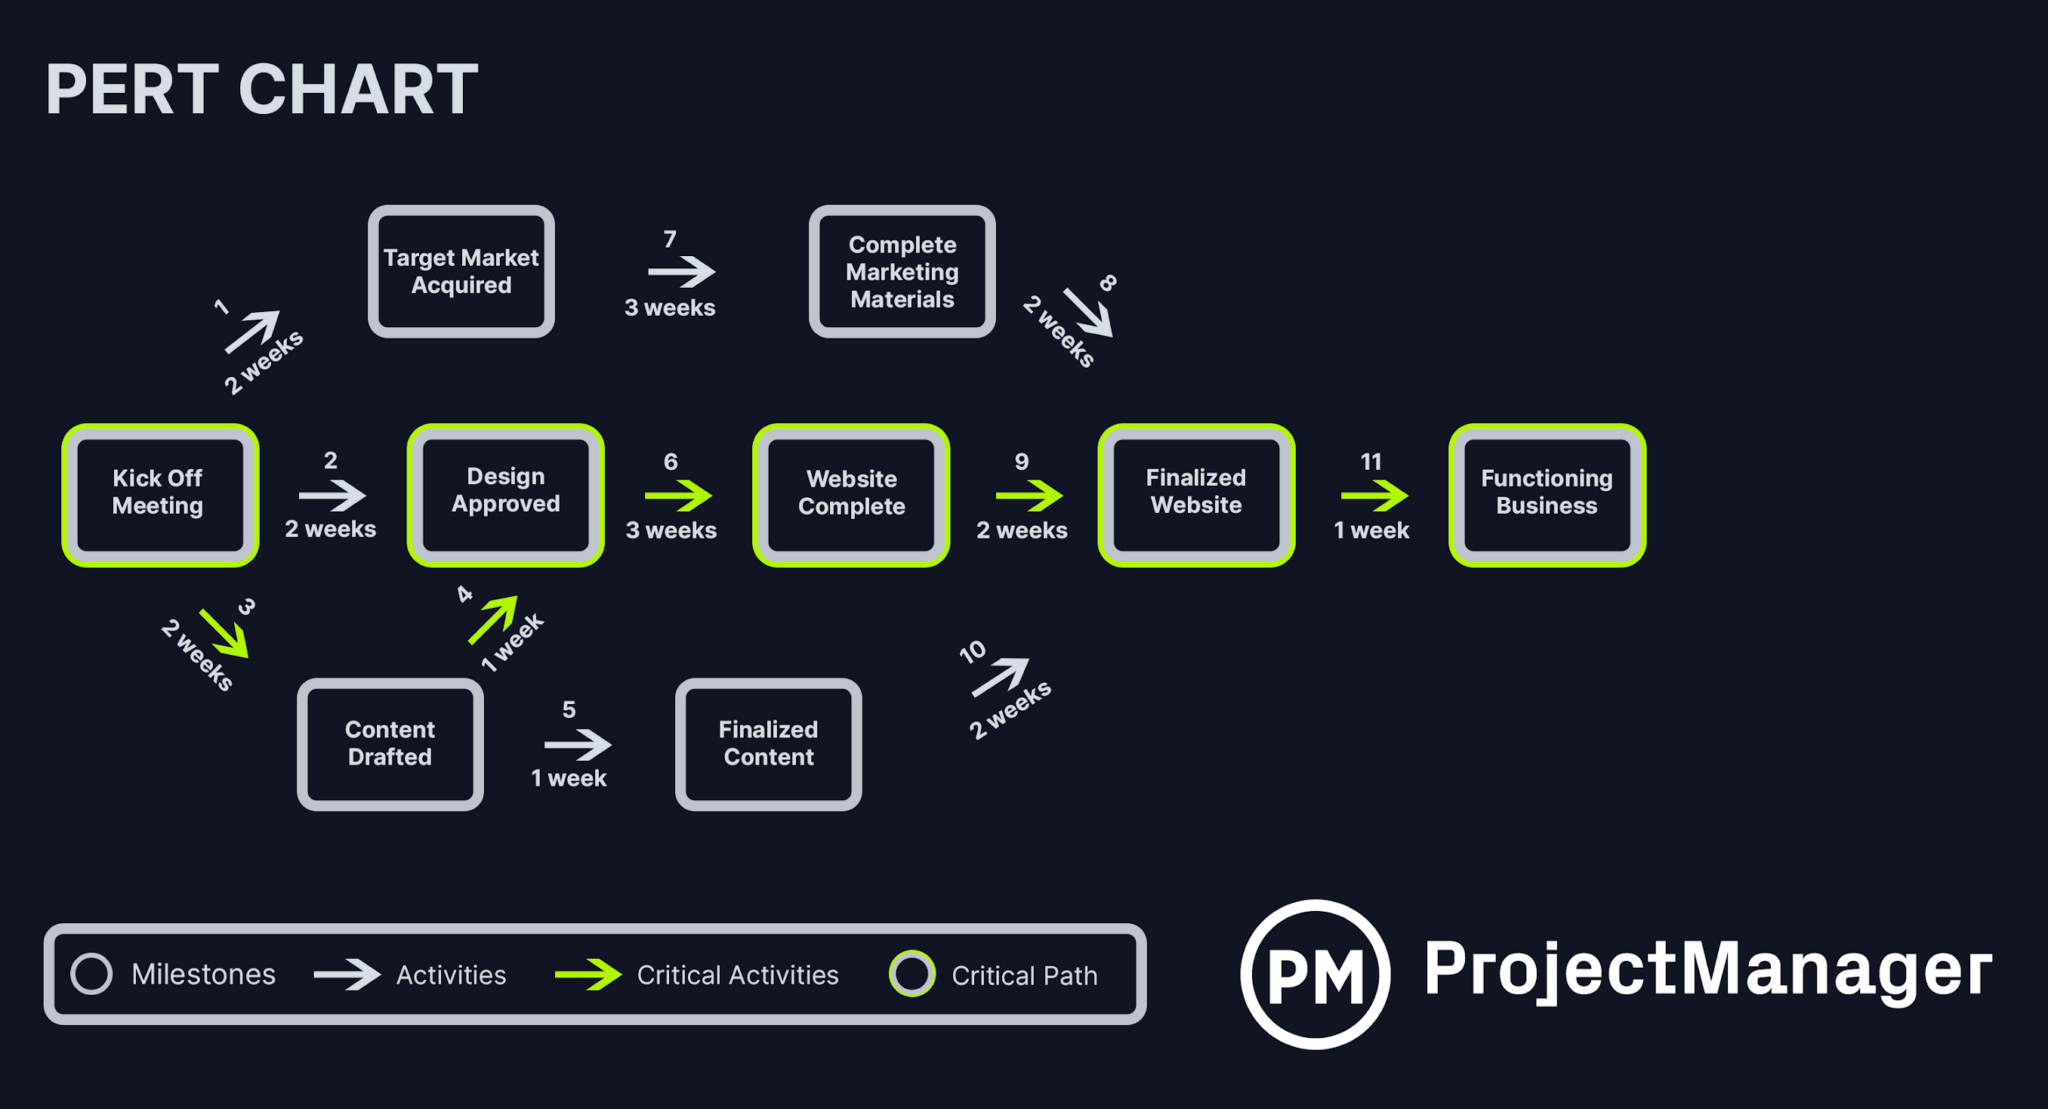 PERT CHART
Target Market
Acquired
7
3 weeks
Complete
Marketing
Materials
1
2 weeks
8
2 weeks
Kick Off
Meeting
2
2 weeks
Design
Approved
6
3 weeks
Website
Complete
9
2 weeks
Finalized
Website
11
1 week
Functioning
Business
3
2 weeks
4
1 week
10
2 weeks
Content
Drafted
5
1 week
Finalized
Content
Milestones
Activities
Critical Activities
Critical Path
PM
ProjectManager